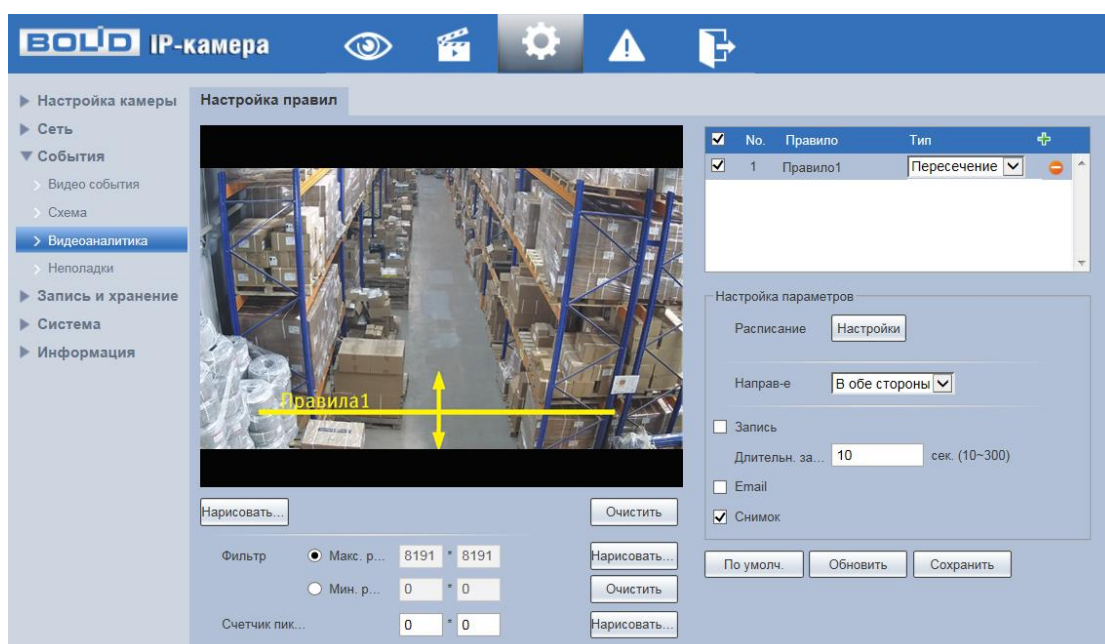 BOLID IP-камера
Настройка камеры
Сеть
События
Видео события
Схема
Видеоаналитика
Неполадки
Запись и хранение
Система
Информация
Настройка правил
Правила1
Нарисовать...
Очистить
Фильтр
Макс. р... 8191 * 8191
Нарисовать...
Мин. р... 0 * 0
Очистить
Счетчик пик... 0 * 0
Нарисовать...
No. Правило Тип
1 Правило1 Пересечение
Настройка параметров
Расписание Настройки
Направ-е В обе стороны
Запись
Длительн. за... 10 сек. (10~300)
Email
Снимок
По умолч. Обновить Сохранить